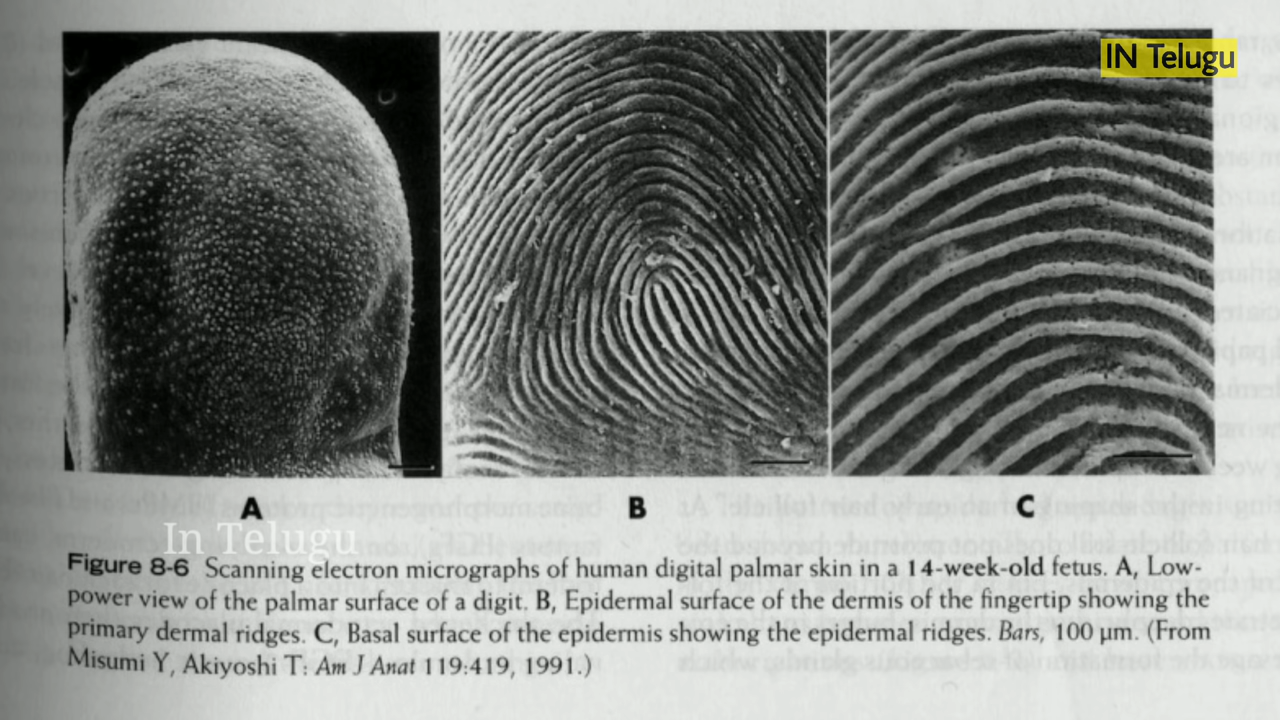 IN Telugu
A B C
In Telugu
Figure 8-6 Scanning electron micrographs of human digital palmar skin in a 14-week-old fetus. A, Low-
power view of the palmar surface of a digit. B, Epidermal surface of the dermis of the fingertip showing the
primary dermal ridges. C, Basal surface of the epidermis showing the epidermal ridges. Bars, 100 μm. (From
Misumi Y, Akiyoshi T: Am J Anat 119:419, 1991.)